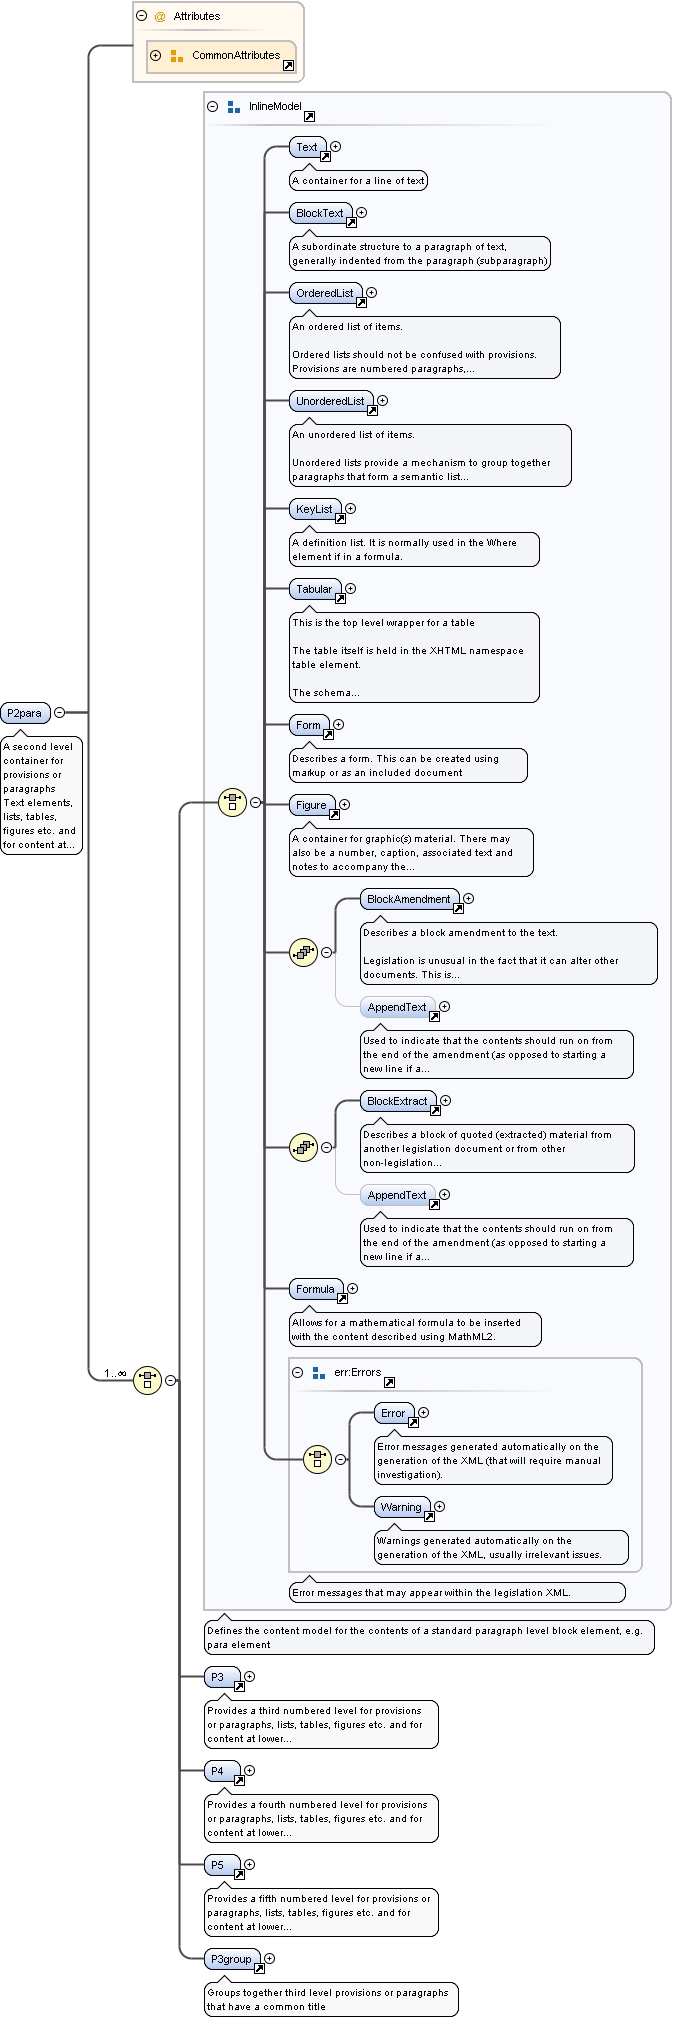 Attributes
CommonAttributes
InlineModel
Text
A container for a line of text
BlockText
A subordinate structure to a paragraph of text,
generally indented from the paragraph (subparagraph)
OrderedList
An ordered list of items.
Ordered lists should not be confused with provisions.
Provisions are numbered paragraphs,...
UnorderedList
An unordered list of items.
Unordered lists provide a mechanism to group together
paragraphs that form a semantic list...
KeyList
A definition list. It is normally used in the Where
element if in a formula.
Tabular
This is the top level wrapper for a table
The table itself is held in the XHTML namespace
table element.
The schema...
P2para
A second level
container for
provisions or
paragraphs
Text elements,
lists, tables,
figures etc. and
for content at...
Form
Describes a form. This can be created using
markup or as an included document
Figure
A container for graphic(s) material. There may
also be a number, caption, associated text and
notes to accompany the...
BlockAmendment
Describes a block amendment to the text.
Legislation is unusual in the fact that it can alter other
documents. This is...
AppendText
Used to indicate that the contents should run on from
the end of the amendment (as opposed to starting a
new line if a...
BlockExtract
Describes a block of quoted (extracted) material from
another legislation document or from other
non-legislation...
AppendText
Used to indicate that the contents should run on from
the end of the amendment (as opposed to starting a
new line if a...
Formula
Allows for a mathematical formula to be inserted
with the content described using MathML2.
1..∞
err:Errors
Error
Error messages generated automatically on the
generation of the XML (that will require manual
investigation).
Warning
Warnings generated automatically on the
generation of the XML, usually irrelevant issues.
Error messages that may appear within the legislation XML.
Defines the content model for the contents of a standard paragraph level block element, e.g.
para element
P3
Provides a third numbered level for provisions
or paragraphs, lists, tables, figures etc. and for
content at lower...
P4
Provides a fourth numbered level for provisions
or paragraphs, lists, tables, figures etc. and for
content at lower...
P5
Provides a fifth numbered level for provisions or
paragraphs, lists, tables, figures etc. and for
content at lower...
P3group
Groups together third level provisions or paragraphs
that have a common title